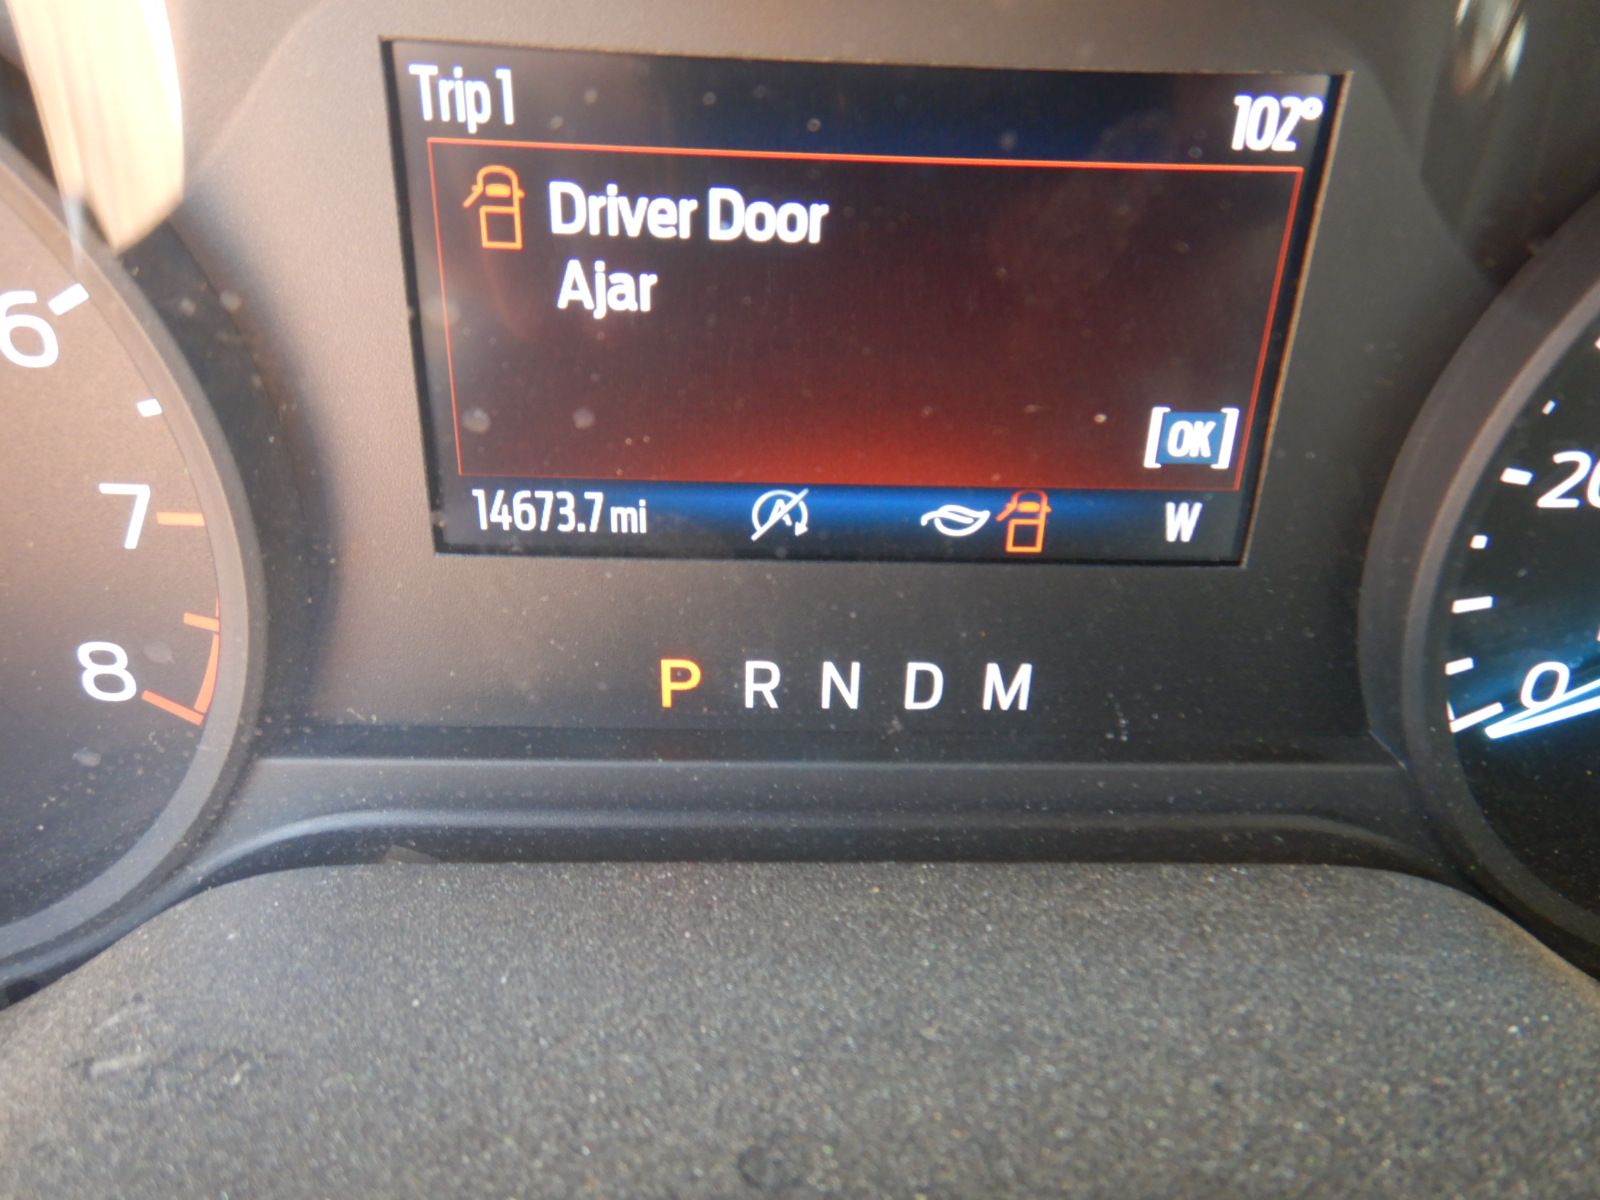 Trip 1
102°
Driver Door
Ajar
[OK]
14673.7 mi
A
W
P R N D M
6
7
8
20
0